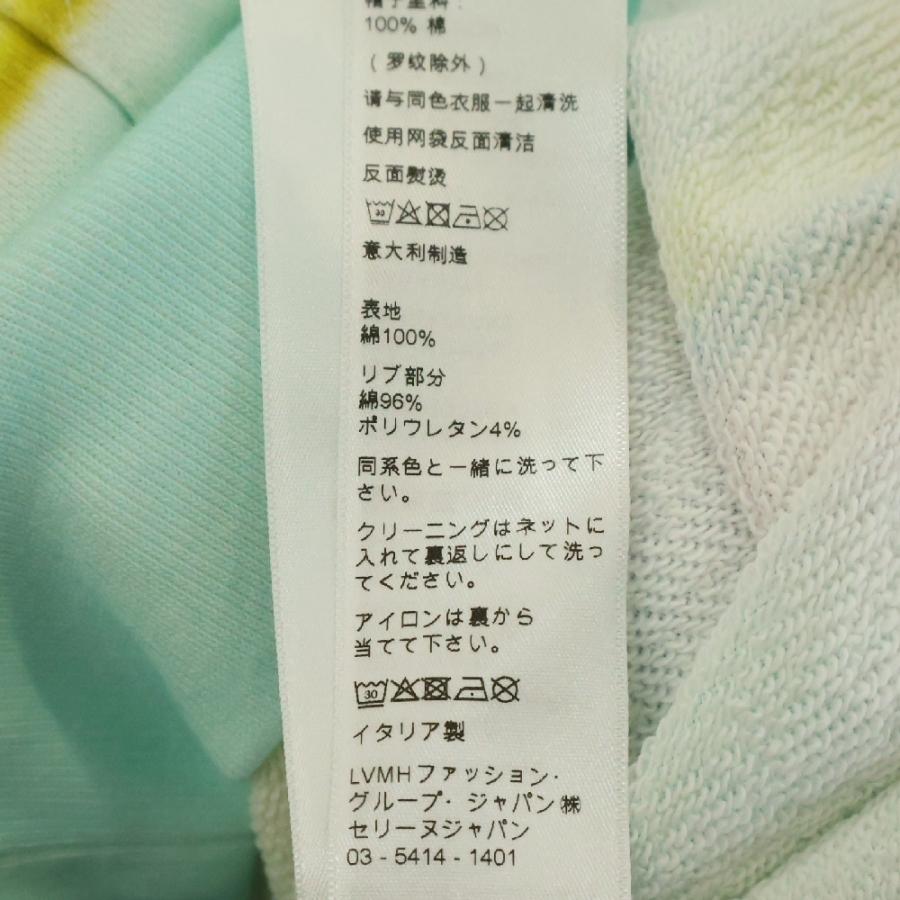 帽子里料：
100% 棉
（罗纹除外）
请与同色衣服一起清洗
使用网袋反面清洁
反面熨烫
30
意大利制造
表地
綿100%
リブ部分
綿96%
ポリウレタン4%
同系色と一緒に洗って下
さい。
クリーニングはネットに
入れて裏返しにして洗っ
てください。
アイロンは裏から
当てて下さい。
30
イタリア製
LVMHファッション·
グループ· ジャパン㈱
セリーヌジャパン
03 - 5414 - 1401